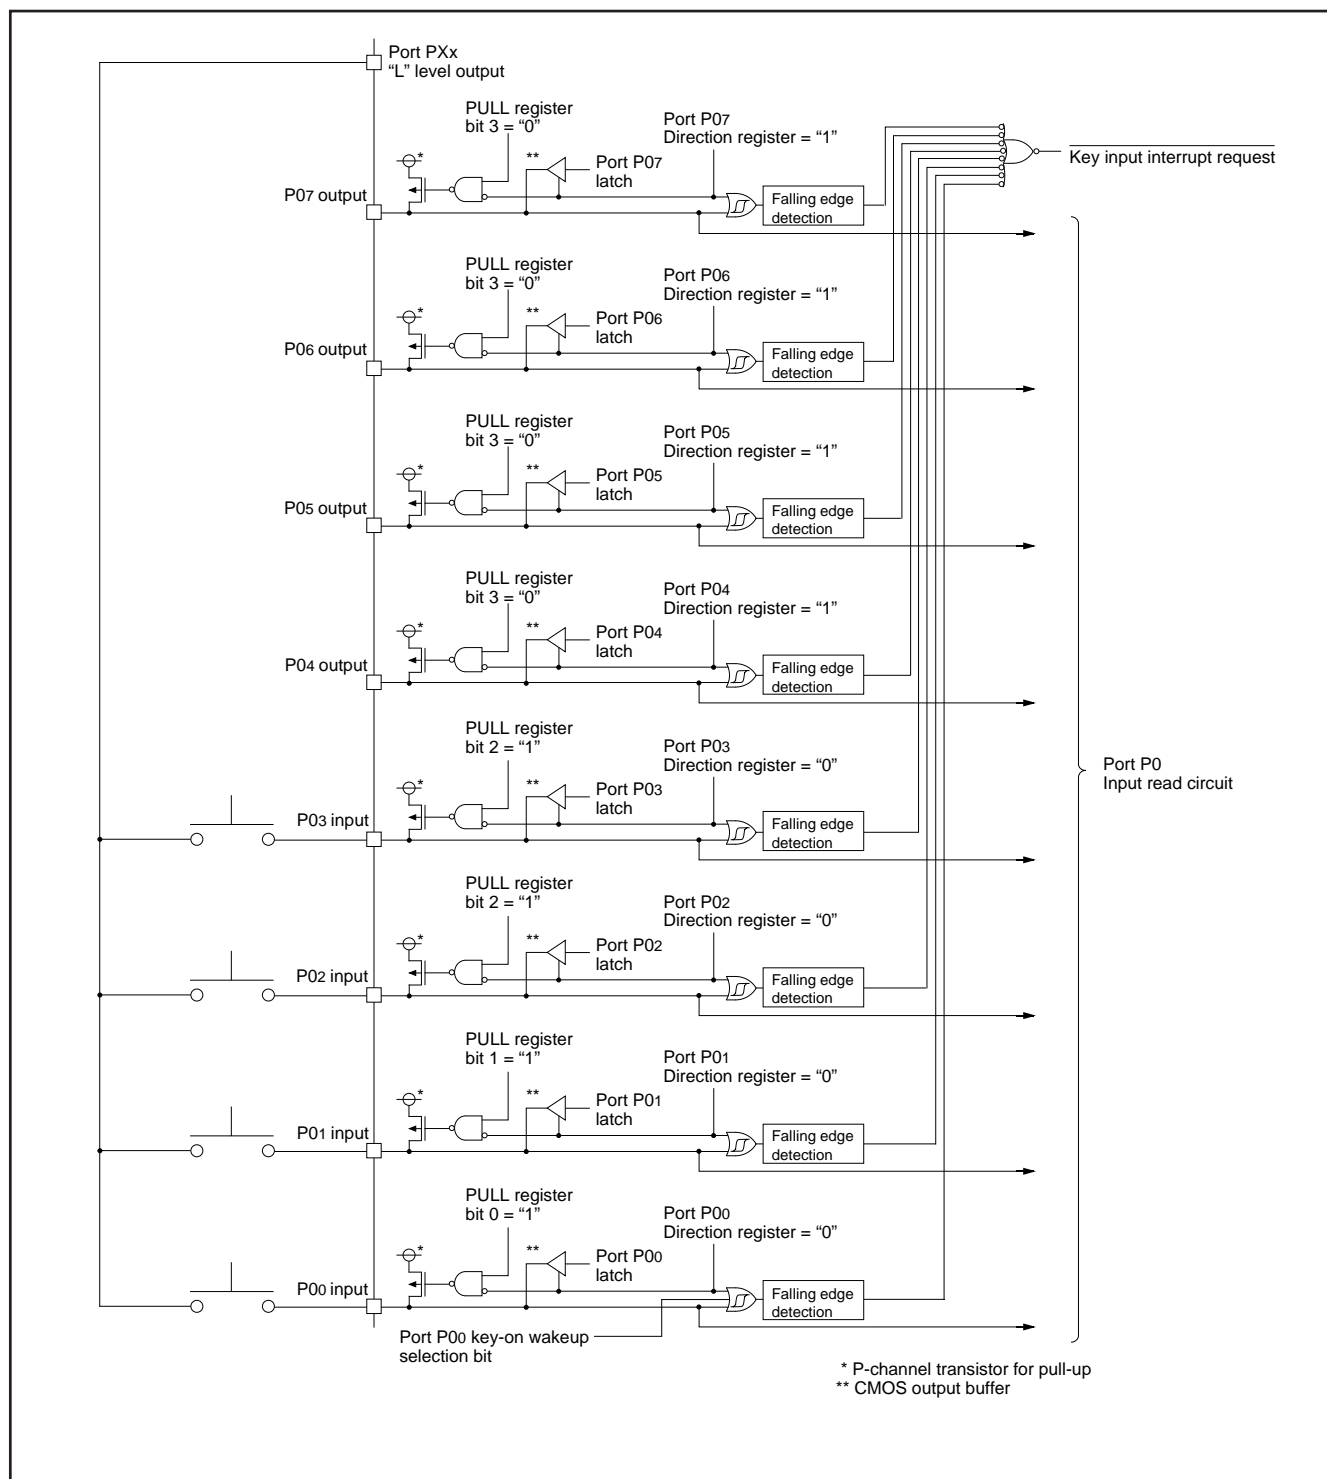 Port PXx
“L” level output
PULL register
bit 3 = “0”
Port P07
Direction register = “1”
*
**
Port P07
latch
P07 output
Falling edge
detection
Key input interrupt request
PULL register
bit 3 = “0”
Port P06
Direction register = “1”
*
**
Port P06
latch
P06 output
Falling edge
detection
PULL register
bit 3 = “0”
Port P05
Direction register = “1”
*
**
Port P05
latch
P05 output
Falling edge
detection
PULL register
bit 3 = “0”
Port P04
Direction register = “1”
*
**
Port P04
latch
P04 output
Falling edge
detection
PULL register
bit 2 = “1”
Port P03
Direction register = “0”
*
**
Port P03
latch
P03 input
Falling edge
detection
Port P0
Input read circuit
PULL register
bit 2 = “1”
Port P02
Direction register = “0”
*
**
Port P02
latch
P02 input
Falling edge
detection
PULL register
bit 1 = “1”
Port P01
Direction register = “0”
*
**
Port P01
latch
P01 input
Falling edge
detection
PULL register
bit 0 = “1”
Port P00
Direction register = “0”
*
**
Port P00
latch
P00 input
Falling edge
detection
Port P00 key-on wakeup
selection bit
* P-channel transistor for pull-up
** CMOS output buffer